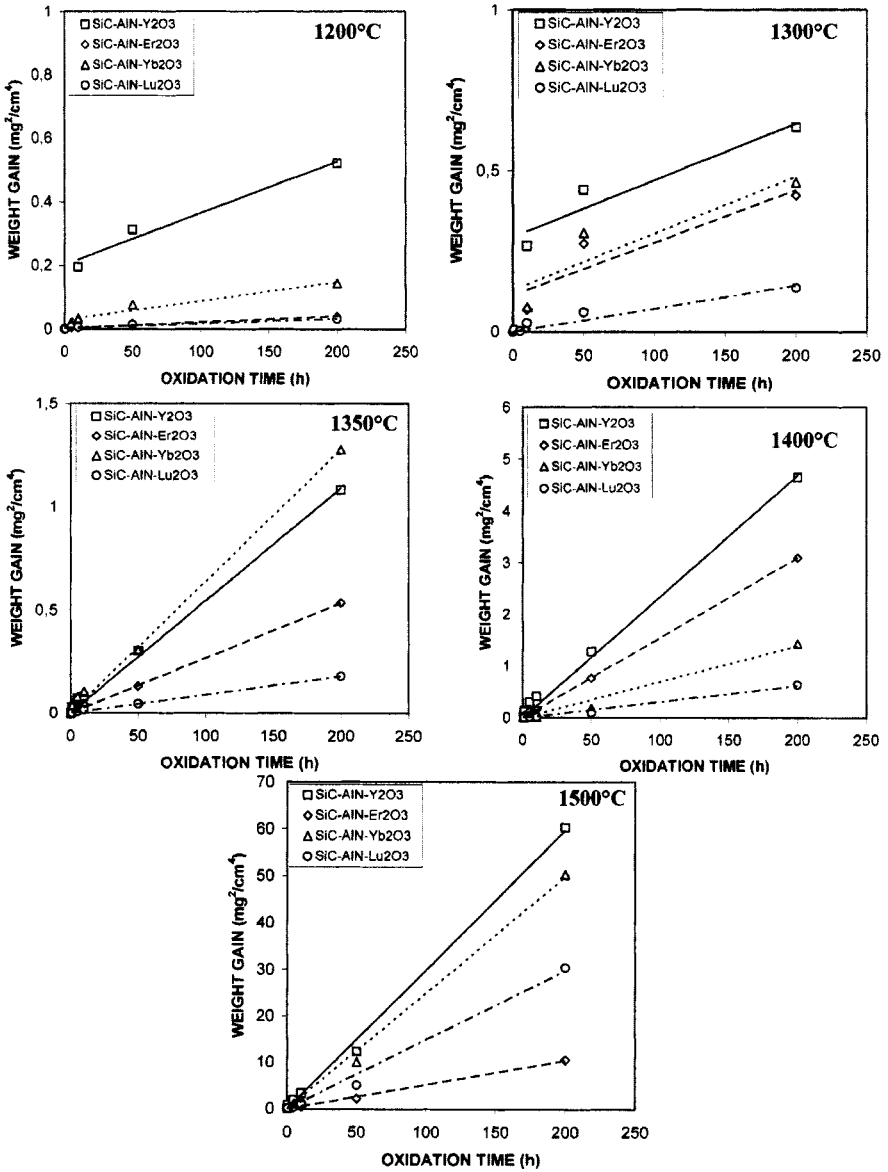 1200°C
SiC-AlN-Y2O3
SiC-AlN-Er2O3
SiC-AlN-Yb2O3
SiC-AlN-Lu2O3
WEIGHT GAIN (mg²/cm⁴)
1
0,8
0,6
0,4
0,2
0
0 50 100 150 200 250
OXIDATION TIME (h)
1300°C
SiC-AlN-Y2O3
SiC-AlN-Er2O3
SiC-AlN-Yb2O3
SiC-AlN-Lu2O3
WEIGHT GAIN (mg²/cm⁴)
1
0,5
0
0 50 100 150 200 250
OXIDATION TIME (h)
1350°C
SiC-AlN-Y2O3
SiC-AlN-Er2O3
SiC-AlN-Yb2O3
SiC-AlN-Lu2O3
WEIGHT GAIN (mg²/cm⁴)
1,5
1
0,5
0
0 50 100 150 200 250
OXIDATION TIME (h)
1400°C
SiC-AlN-Y2O3
SiC-AlN-Er2O3
SiC-AlN-Yb2O3
SiC-AlN-Lu2O3
WEIGHT GAIN (mg²/cm⁴)
6
5
4
3
2
1
0
0 50 100 150 200 250
OXIDATION TIME (h)
1500°C
SiC-AlN-Y2O3
SiC-AlN-Er2O3
SiC-AlN-Yb2O3
SiC-AlN-Lu2O3
WEIGHT GAIN (mg²/cm⁴)
70
60
50
40
30
20
10
0
0 50 100 150 200 250
OXIDATION TIME (h)